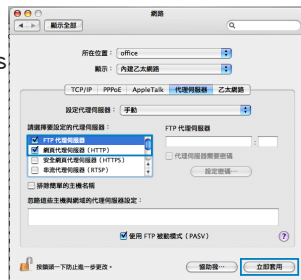 網路
顯示全部
s
所在位置： office
顯示： 內建乙太網路
TCP/IP PPPoE AppleTalk 代理伺服器 乙太網路
設定代理伺服器： 手動
請選擇要設定的代理伺服器：
FTP 代理伺服器
FTP 代理伺服器
網頁代理伺服器（HTTP）
安全網頁代理伺服器（HTTPS）
串流代理伺服器（RTSP）
:
代理伺服器需要密碼
設定密碼⋯
排除簡單的主機名稱
忽略這些主機與網域的代理伺服器設定：
使用 FTP 被動模式（PASV）
?
按鎖頭一下防止進一步更改。
協助我⋯ 立即套用